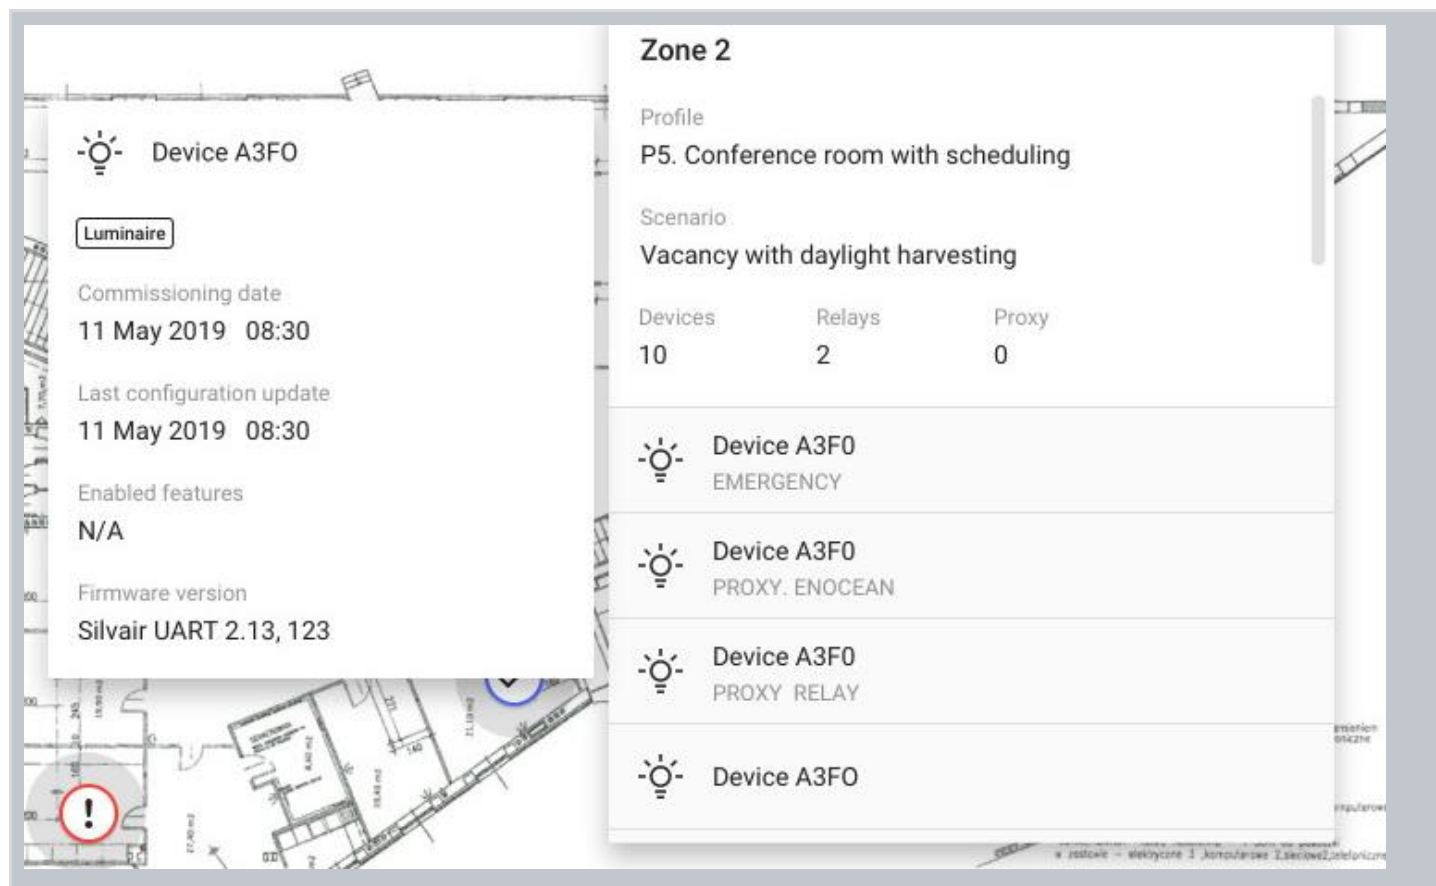 Device A3FO
Luminaire
Commissioning date
11 May 2019 08:30
Last configuration update
11 May 2019 08:30
Enabled features
N/A
Firmware version
Silvair UART 2.13, 123
Zone 2
Profile
P5. Conference room with scheduling
Scenario
Vacancy with daylight harvesting
Devices Relays Proxy
10 2 0
Device A3F0
EMERGENCY
Device A3F0
PROXY. ENOCEAN
Device A3F0
PROXY RELAY
Device A3FO
!